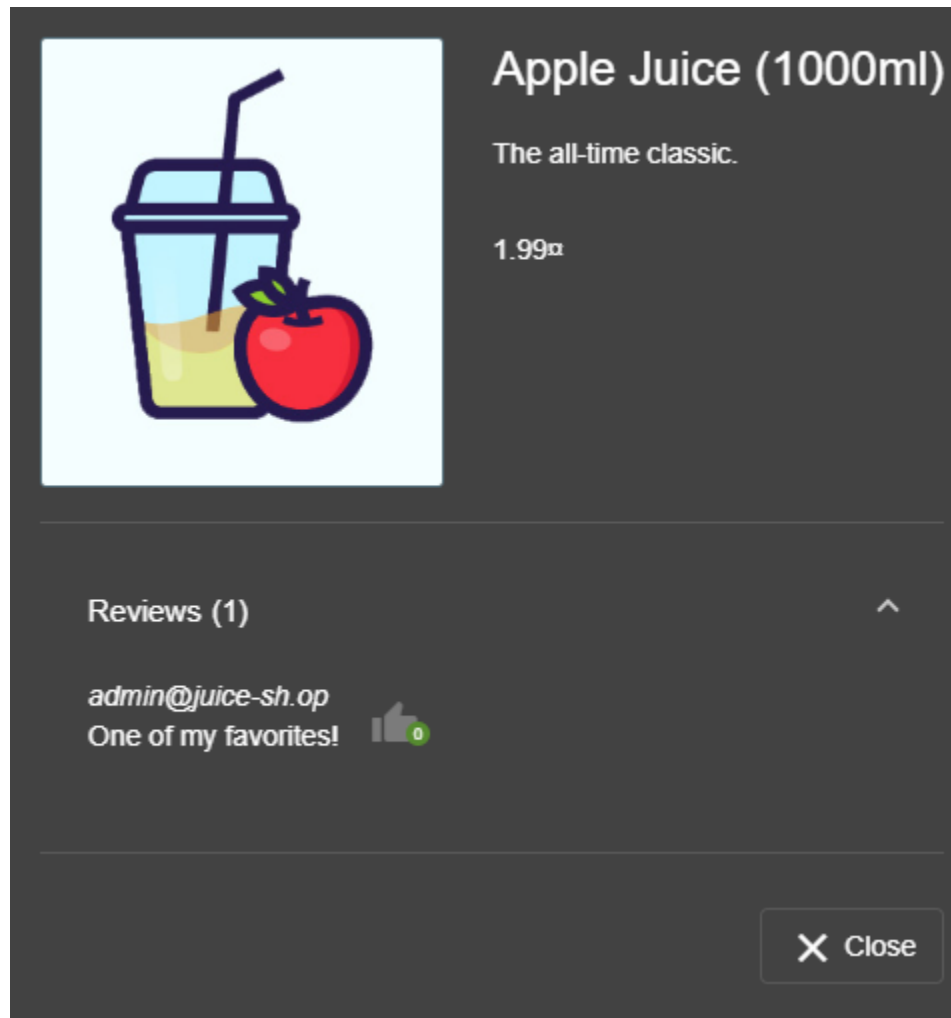 Apple Juice (1000ml)
The all-time classic.
1.99¤
Reviews (1)
admin@juice-sh.op
One of my favorites!
0
Close